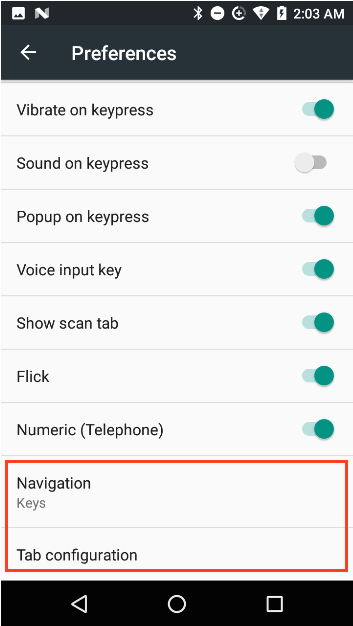 2:03 AM
Preferences
Vibrate on keypress
Sound on keypress
Popup on keypress
Voice input key
Show scan tab
Flick
Numeric (Telephone)
Navigation
Keys
Tab configuration